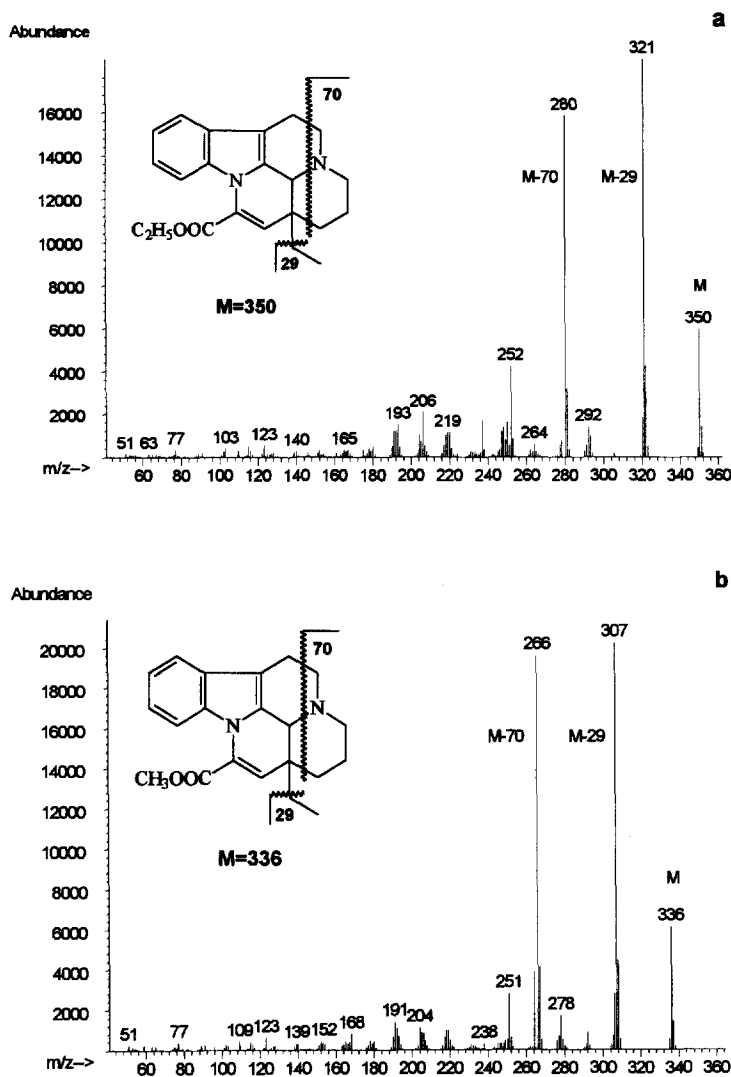 a
Abundance
321
70
280
16000
14000
N
M-70
M-29
12000
N
C₂H₅OOC
10000
29
M
8000
M=350
350
6000
252
4000
206
193
219
2000
51 63 77 103 123 140 165 264 292
m/z--> 60 80 100 120 140 160 180 200 220 240 260 280 300 320 340 360
b
Abundance
307
20000
70
266
18000
N
16000
N
M-70
M-29
14000
CH₃OOC
12000
29
10000
M=336
M
8000
336
6000
4000
251
278
2000
191
204
51 77 109 123 139 152 168 238
m/z--> 60 80 100 120 140 160 180 200 220 240 260 280 300 320 340 360